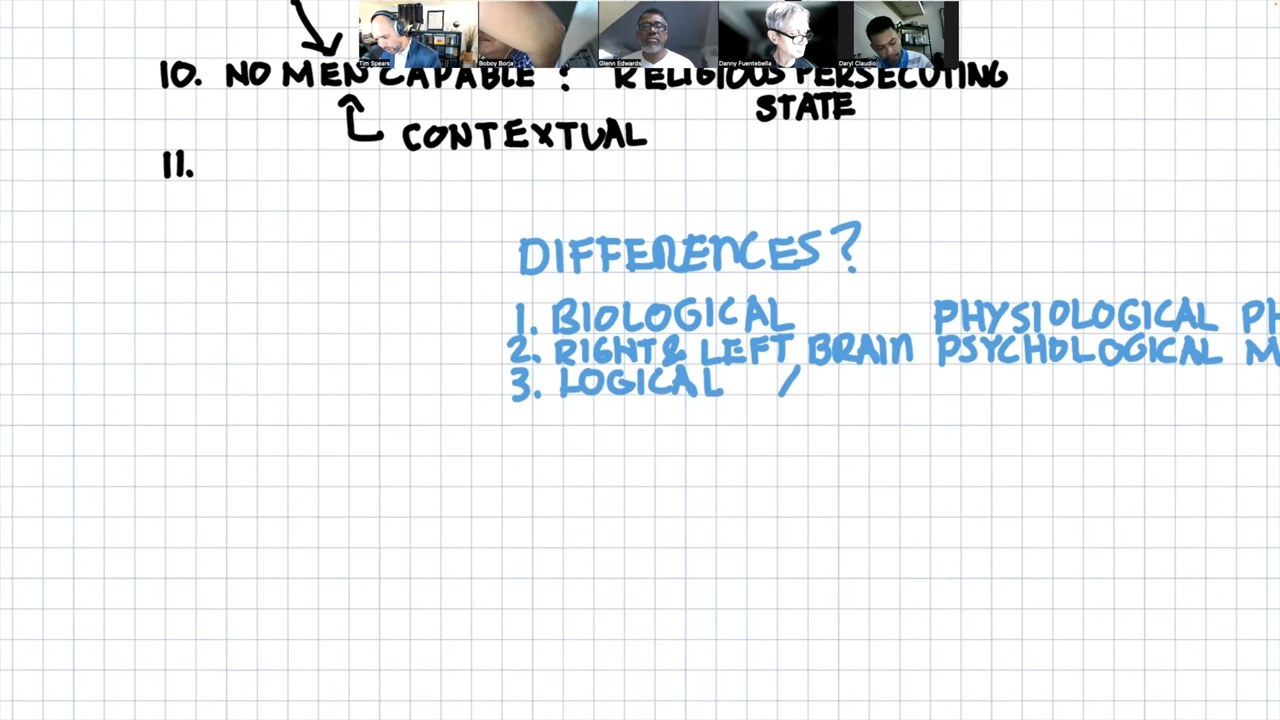 Tim Spears
Boboy Borja
Glenn Edwards
Danny Fuentebella
Daryl Claudio
10. NO MEN CAPABLE ? RELIGIOUS PERSECUTING
STATE
CONTEXTUAL
11.
DIFFERENCES?
1. BIOLOGICAL PHYSIOLOGICAL PH
2. RIGHT & LEFT BRAIN PSYCHOLOGICAL M
3. LOGICAL /